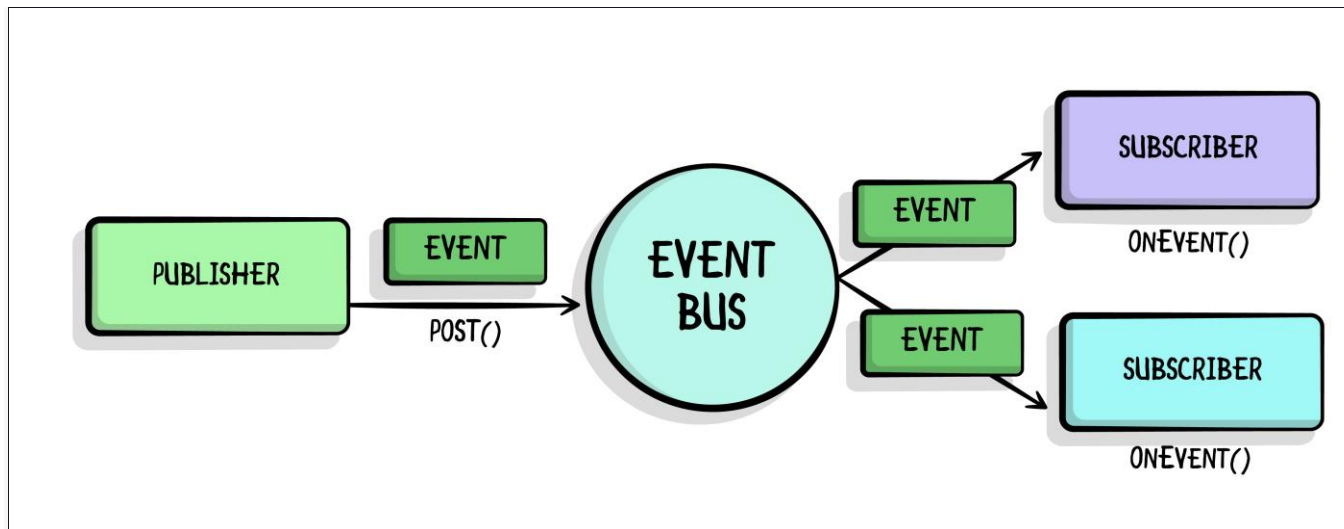 PUBLISHER
EVENT
POST()
EVENT
BUS
EVENT
SUBSCRIBER
ONEVENT()
EVENT
SUBSCRIBER
ONEVENT()